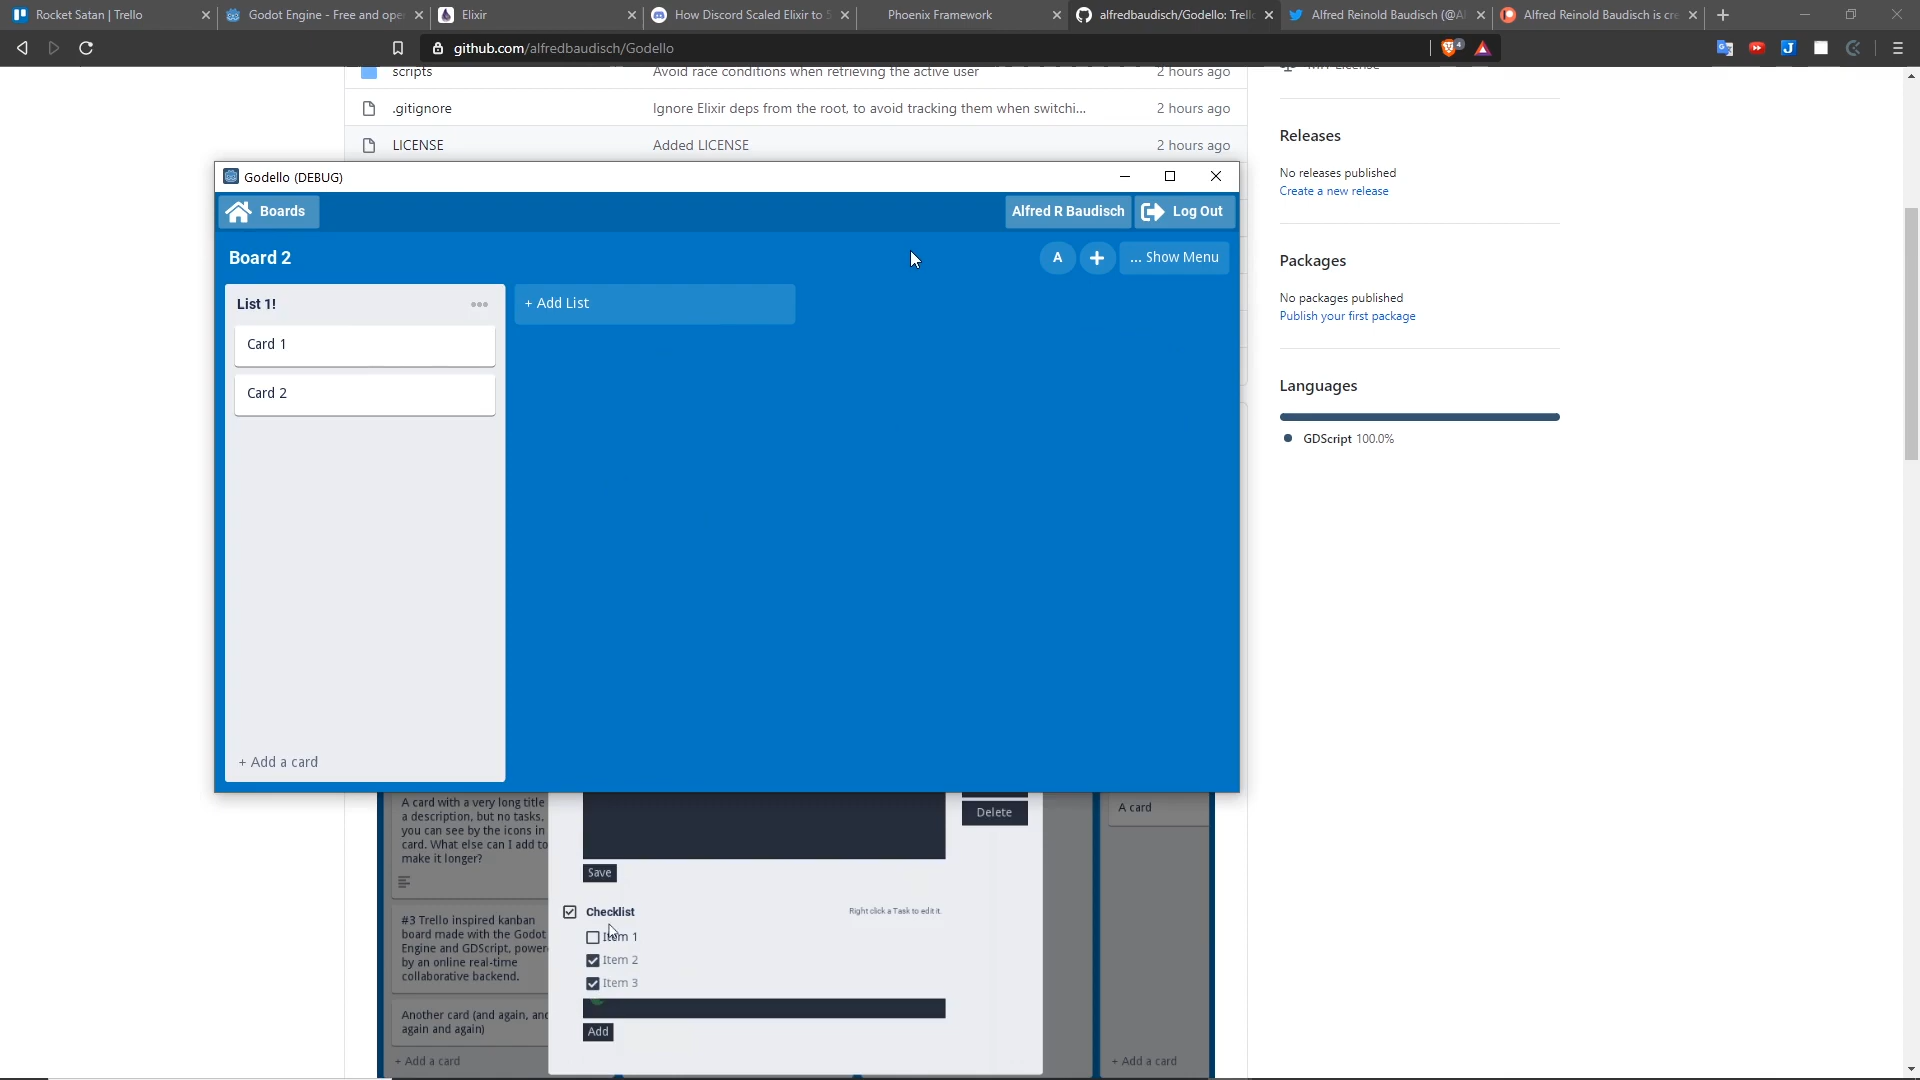 Rocket Satan | Trello
Godot Engine - Free and ope
Elixir
How Discord Scaled Elixir to 5
Phoenix Framework
alfredbaudisch/Godello: Trell
Alfred Reinold Baudisch (@Al
Alfred Reinold Baudisch is cre
github.com/alfredbaudisch/Godello
4
scripts
Avoid race conditions when retrieving the active user
2 hours ago
.gitignore
Ignore Elixir deps from the root, to avoid tracking them when switchi...
2 hours ago
LICENSE
Added LICENSE
2 hours ago
MIT License
Releases
No releases published
Create a new release
Packages
No packages published
Publish your first package
Languages
GDScript 100.0%
Godello (DEBUG)
Boards
Alfred R Baudisch
Log Out
Board 2
A
+
... Show Menu
List 1!
+ Add List
Card 1
Card 2
+ Add a card
A card with a very long title
a description, but no tasks,
you can see by the icons in
card. What else can I add to
make it longer?
#3 Trello inspired kanban
board made with the Godot
Engine and GDScript, power
by an online real-time
collaborative backend.
Another card (and again, and
again and again)
+ Add a card
Delete
Save
Checklist
Right click a Task to edit it.
Item 1
Item 2
Item 3
Add
A card
+ Add a card